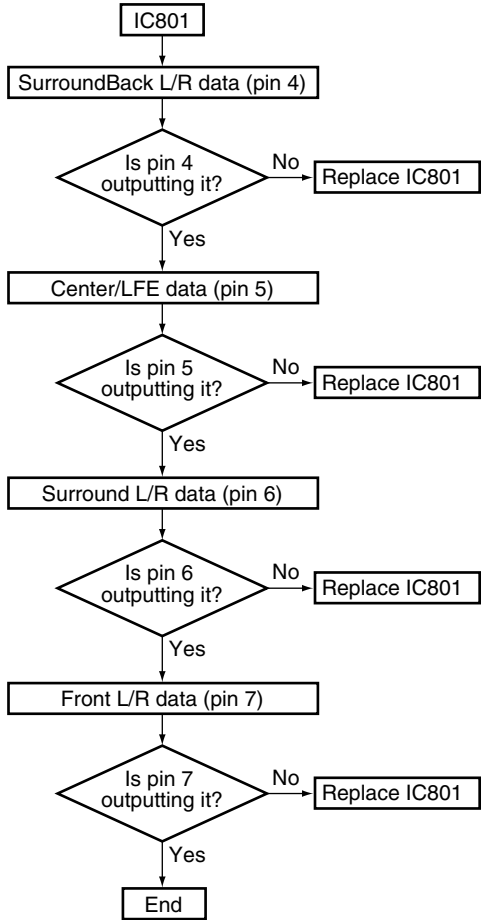 IC801
SurroundBack L/R data (pin 4)
Is pin 4
outputting it?
No
Replace IC801
Yes
Center/LFE data (pin 5)
Is pin 5
outputting it?
No
Replace IC801
Yes
Surround L/R data (pin 6)
Is pin 6
outputting it?
No
Replace IC801
Yes
Front L/R data (pin 7)
Is pin 7
outputting it?
No
Replace IC801
Yes
End